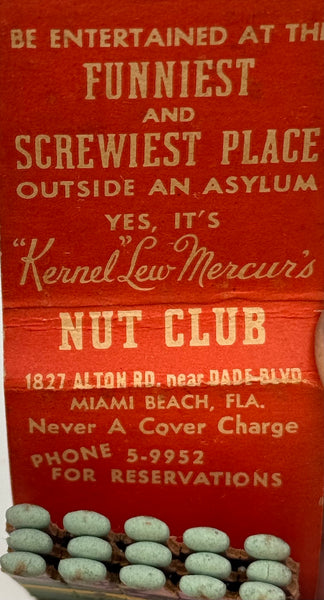 BE ENTERTAINED AT THE
FUNNIEST
AND
SCREWIEST PLACE
OUTSIDE AN ASYLUM
YES, IT'S
"Kernel" Lew Mercur's
NUT CLUB
1827 ALTON RD. near DADE BLVD.
MIAMI BEACH, FLA.
Never A Cover Charge
PHONE 5-9952
FOR RESERVATIONS